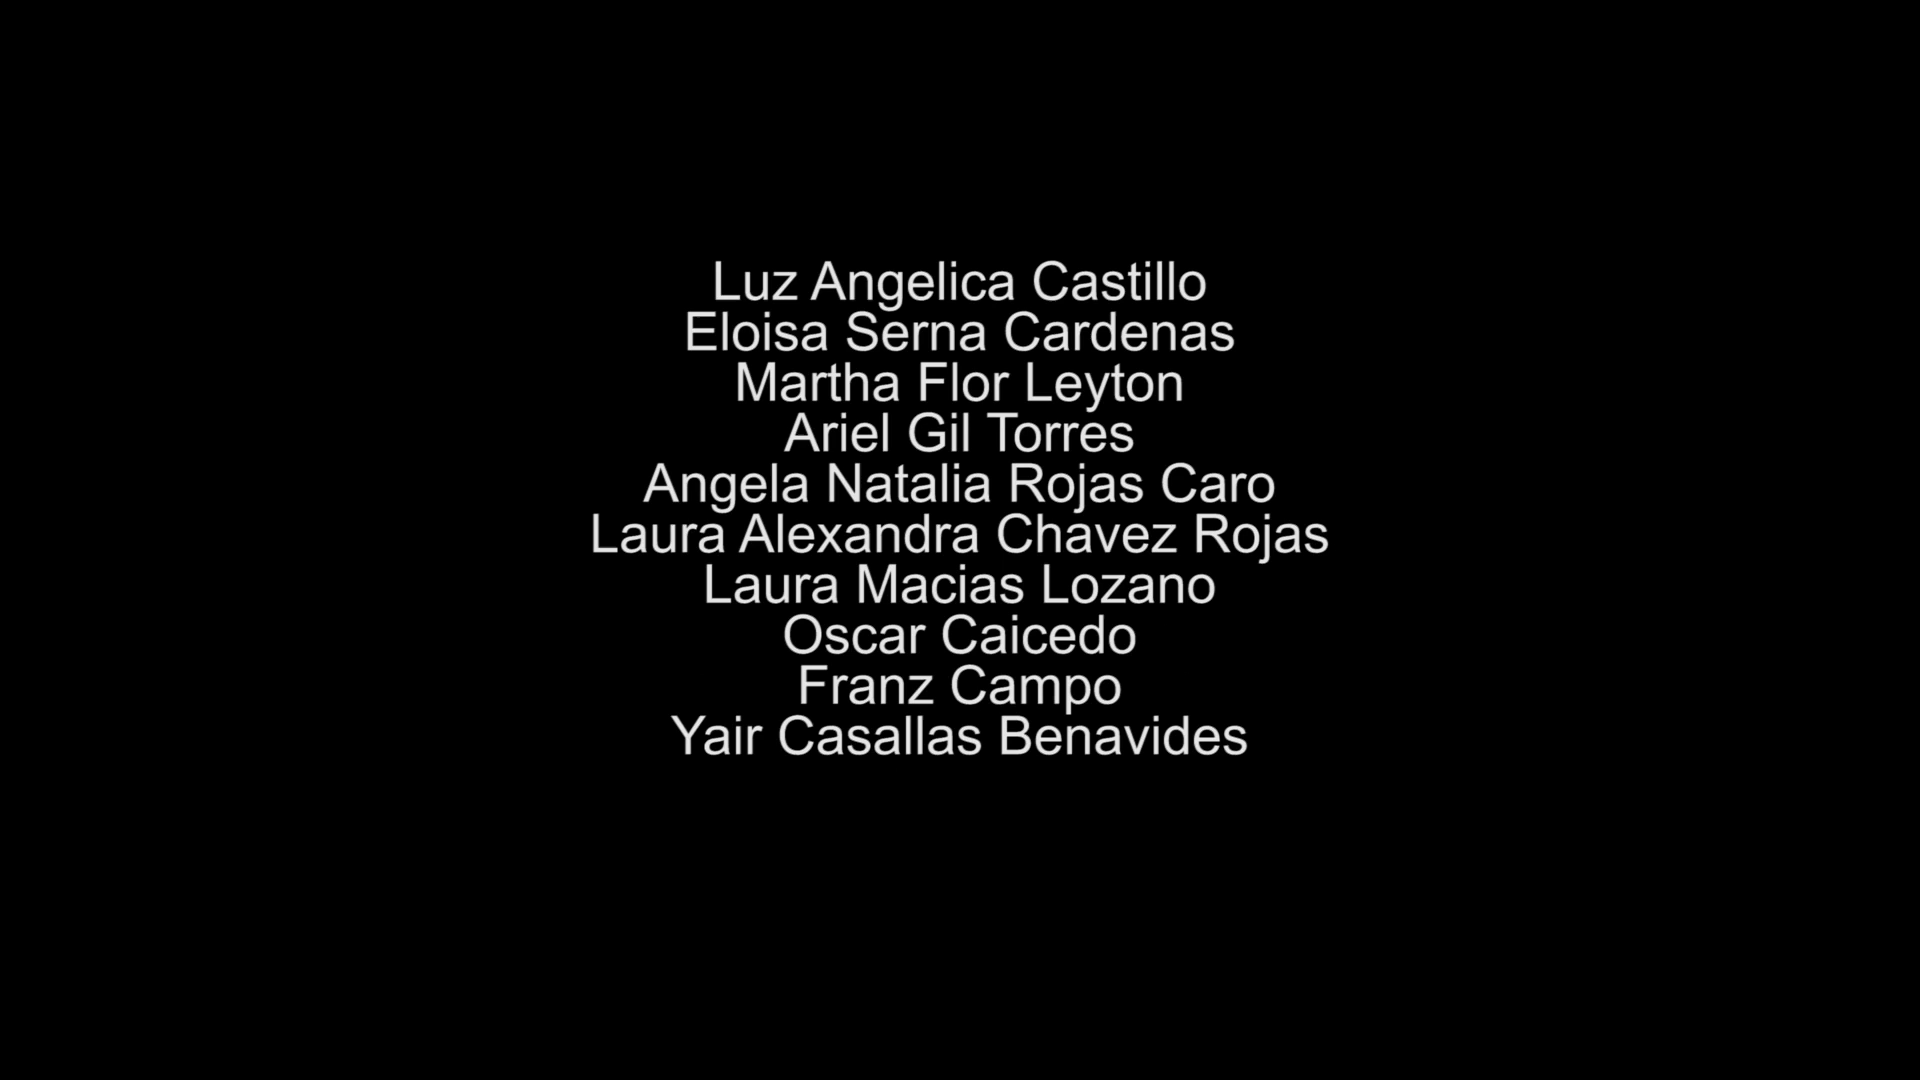 Luz Angelica Castillo
Eloisa Serna Cardenas
Martha Flor Leyton
Ariel Gil Torres
Angela Natalia Rojas Caro
Laura Alexandra Chavez Rojas
Laura Macias Lozano
Oscar Caicedo
Franz Campo
Yair Casallas Benavides